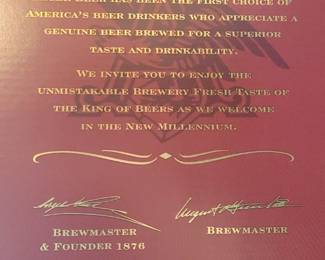 BEER HAS BEEN THE FIRST CHOICE OF
AMERICA'S BEER DRINKERS WHO APPRECIATE A
GENUINE BEER BREWED FOR A SUPERIOR
TASTE AND DRINKABILITY.
WE INVITE YOU TO ENJOY THE
UNMISTAKABLE BREWERY FRESH TASTE OF
THE KING OF BEERS AS WE WELCOME
IN THE NEW MILLENNIUM.
BREWMASTER
BREWMASTER
& FOUNDER 1876